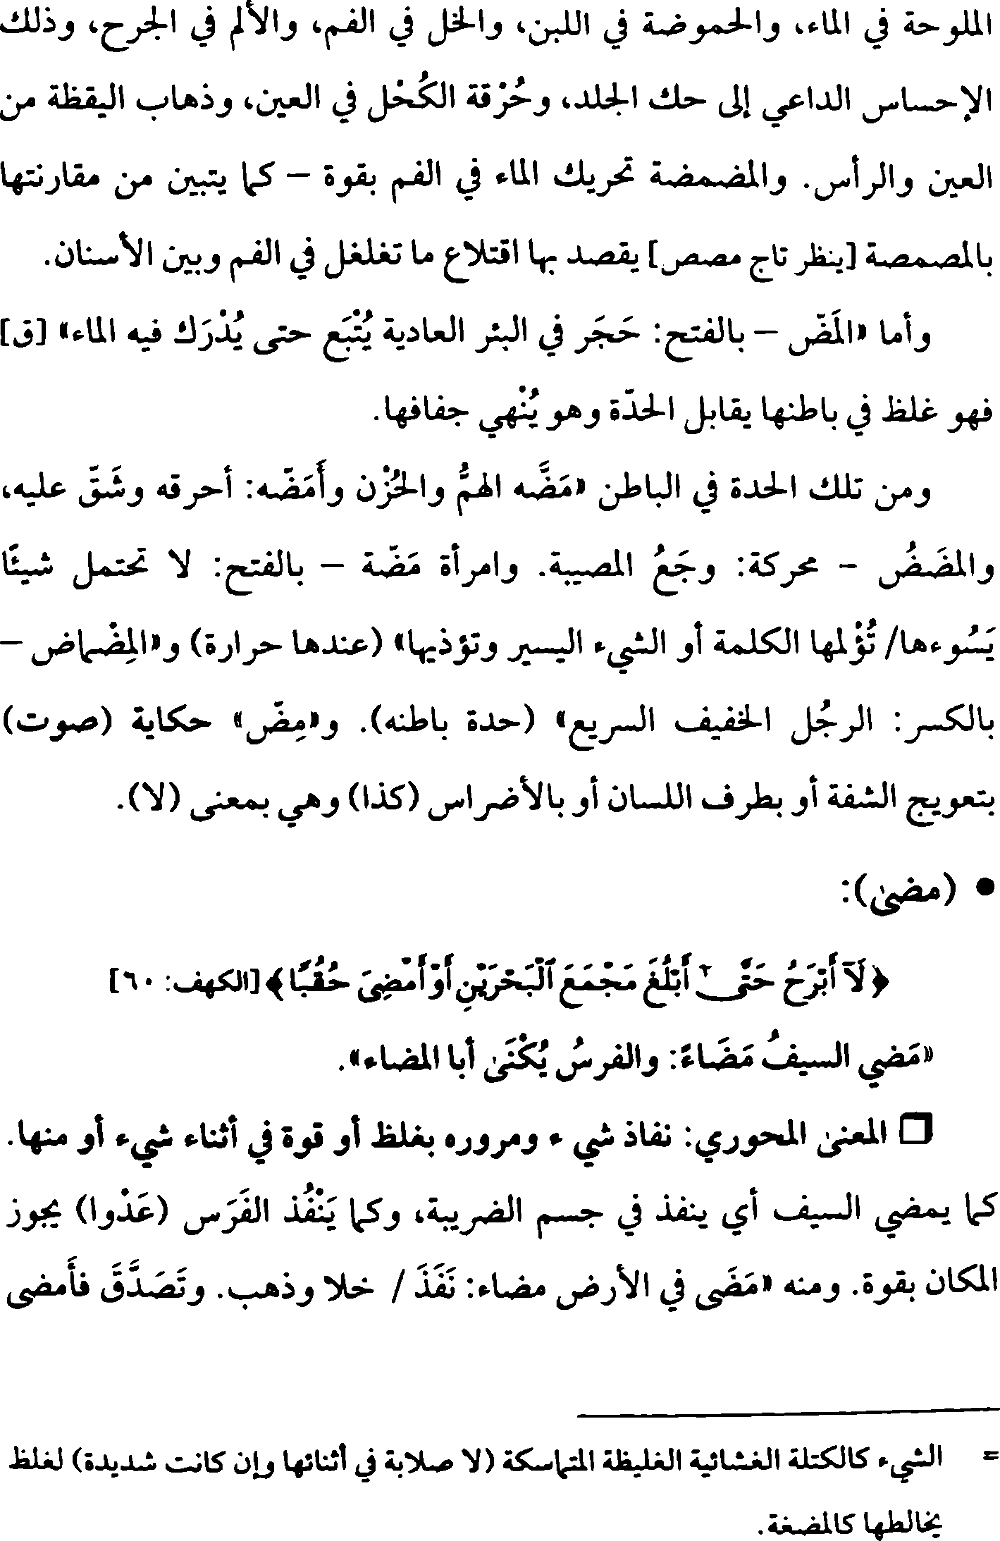 الملوحة في الماء، والحموضة في اللبن، والخل في الفم، والألم في الجرح، وذلك
الإحساس الداعي إلى حك الجلد، وحُرْقة الكُحْل في العين، وذهاب اليقظة من
العين والرأس. والمضمضة تحريك الماء في الفم بقوة – كما يتبين من مقارنتها
بالمصمصة [ينظر تاج مصص] يقصد بها اقتلاع ما تغلغل في الفم وبين الأسنان.
وأما «المَضّ – بالفتح: حَجَر في البئر العادية يُتْبَع حتى يُدْرَك فيه الماء» [ق]
فهو غلظ في باطنها يقابل الحدّة وهو يُنْهي جفافها.
ومن تلك الحدة في الباطن «مَضَّه الهمُّ والحُزْن وأَمَضّه: أحرقه وشَقّ عليه،
والمضَضُ – محركة: وجَعُ المصيبة. وامرأة مَضّة – بالفتح: لا تحتمل شيئًا
يَسُوءها/ تُؤْلمها الكلمة أو الشيء اليسير وتؤذيها» (عندها حرارة) و«المِضْماض –
بالكسر: الرجُل الخفيف السريع» (حدة باطنه). و«مِضّ» حكاية (صوت)
بتعويج الشفة أو بطرف اللسان أو بالأضراس (كذا) وهي بمعنى (لا).
● (مضى):
﴿لَآ أَبْرَحُ حَتَّىٰٓ أَبْلُغَ مَجْمَعَ ٱلْبَحْرَيْنِ أَوْ أَمْضِىَ حُقُبًا﴾ [الكهف: ٦٠]
«مَضي السيفُ مَضَاءً: والفرسُ يُكْنَىٰ أبا المضاء».
❑ المعنى المحوري: نفاذ شيء ومروره بغلظ أو قوة في أثناء شيء أو منها.
كما يمضي السيف أي ينفذ في جسم الضريبة، وكما يَنْفُذ الفَرَس (عَدْوا) يجوز
المكان بقوة. ومنه «مَضَى في الأرض مضاء: نَفَذَ / خلا وذهب. وتَصَدَّقَ فأَمضى
= الشيء كالكتلة الغشائية الغليظة المتماسكة (لا صلابة في أثنائها وإن كانت شديدة) لغلظ
يخالطها كالمضغة.